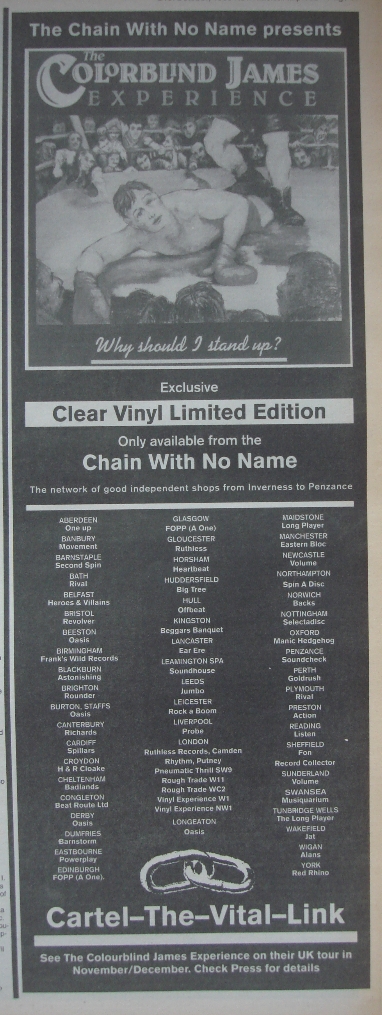 The Chain With No Name presents
The
COLORBLIND JAMES
EXPERIENCE
Why should I stand up?
Exclusive
Clear Vinyl Limited Edition
Only available from the
Chain With No Name
The network of good independent shops from Inverness to Penzance
ABERDEEN
One up
BANBURY
Movement
BARNSTAPLE
Second Spin
BATH
Rival
BELFAST
Heroes & Villains
BRISTOL
Revolver
BEESTON
Oasis
BIRMINGHAM
Frank's Wild Records
BLACKBURN
Astonishing
BRIGHTON
Rounder
BURTON, STAFFS
Oasis
CANTERBURY
Richards
CARDIFF
Spillars
CROYDON
H & R Cloake
CHELTENHAM
Badlands
CONGLETON
Beat Route Ltd
DERBY
Oasis
DUMFRIES
Barnstorm
EASTBOURNE
Powerplay
EDINBURGH
FOPP (A One).
GLASGOW
FOPP (A One)
GLOUCESTER
Ruthless
HORSHAM
Heartbeat
HUDDERSFIELD
Big Tree
HULL
Offbeat
KINGSTON
Beggars Banquet
LANCASTER
Ear Ere
LEAMINGTON SPA
Soundhouse
LEEDS
Jumbo
LEICESTER
Rock a Boom
LIVERPOOL
Probe
LONDON
Ruthless Records, Camden
Rhythm, Putney
Pneumatic Thrill SW9
Rough Trade W11
Rough Trade WC2
Vinyl Experience W1
Vinyl Experience NW1
LONGEATON
Oasis
MAIDSTONE
Long Player
MANCHESTER
Eastern Bloc
NEWCASTLE
Volume
NORTHAMPTON
Spin A Disc
NORWICH
Backs
NOTTINGHAM
Selectadisc
OXFORD
Manic Hedgehog
PENZANCE
Soundcheck
PERTH
Goldrush
PLYMOUTH
Rival
PRESTON
Action
READING
Listen
SHEFFIELD
Fon
Record Collector
SUNDERLAND
Volume
SWANSEA
Musiquarium
TUNBRIDGE WELLS
The Long Player
WAKEFIELD
Jat
WIGAN
Alans
YORK
Red Rhino
Cartel–The–Vital–Link
See The Colourblind James Experience on their UK tour in
November/December. Check Press for details